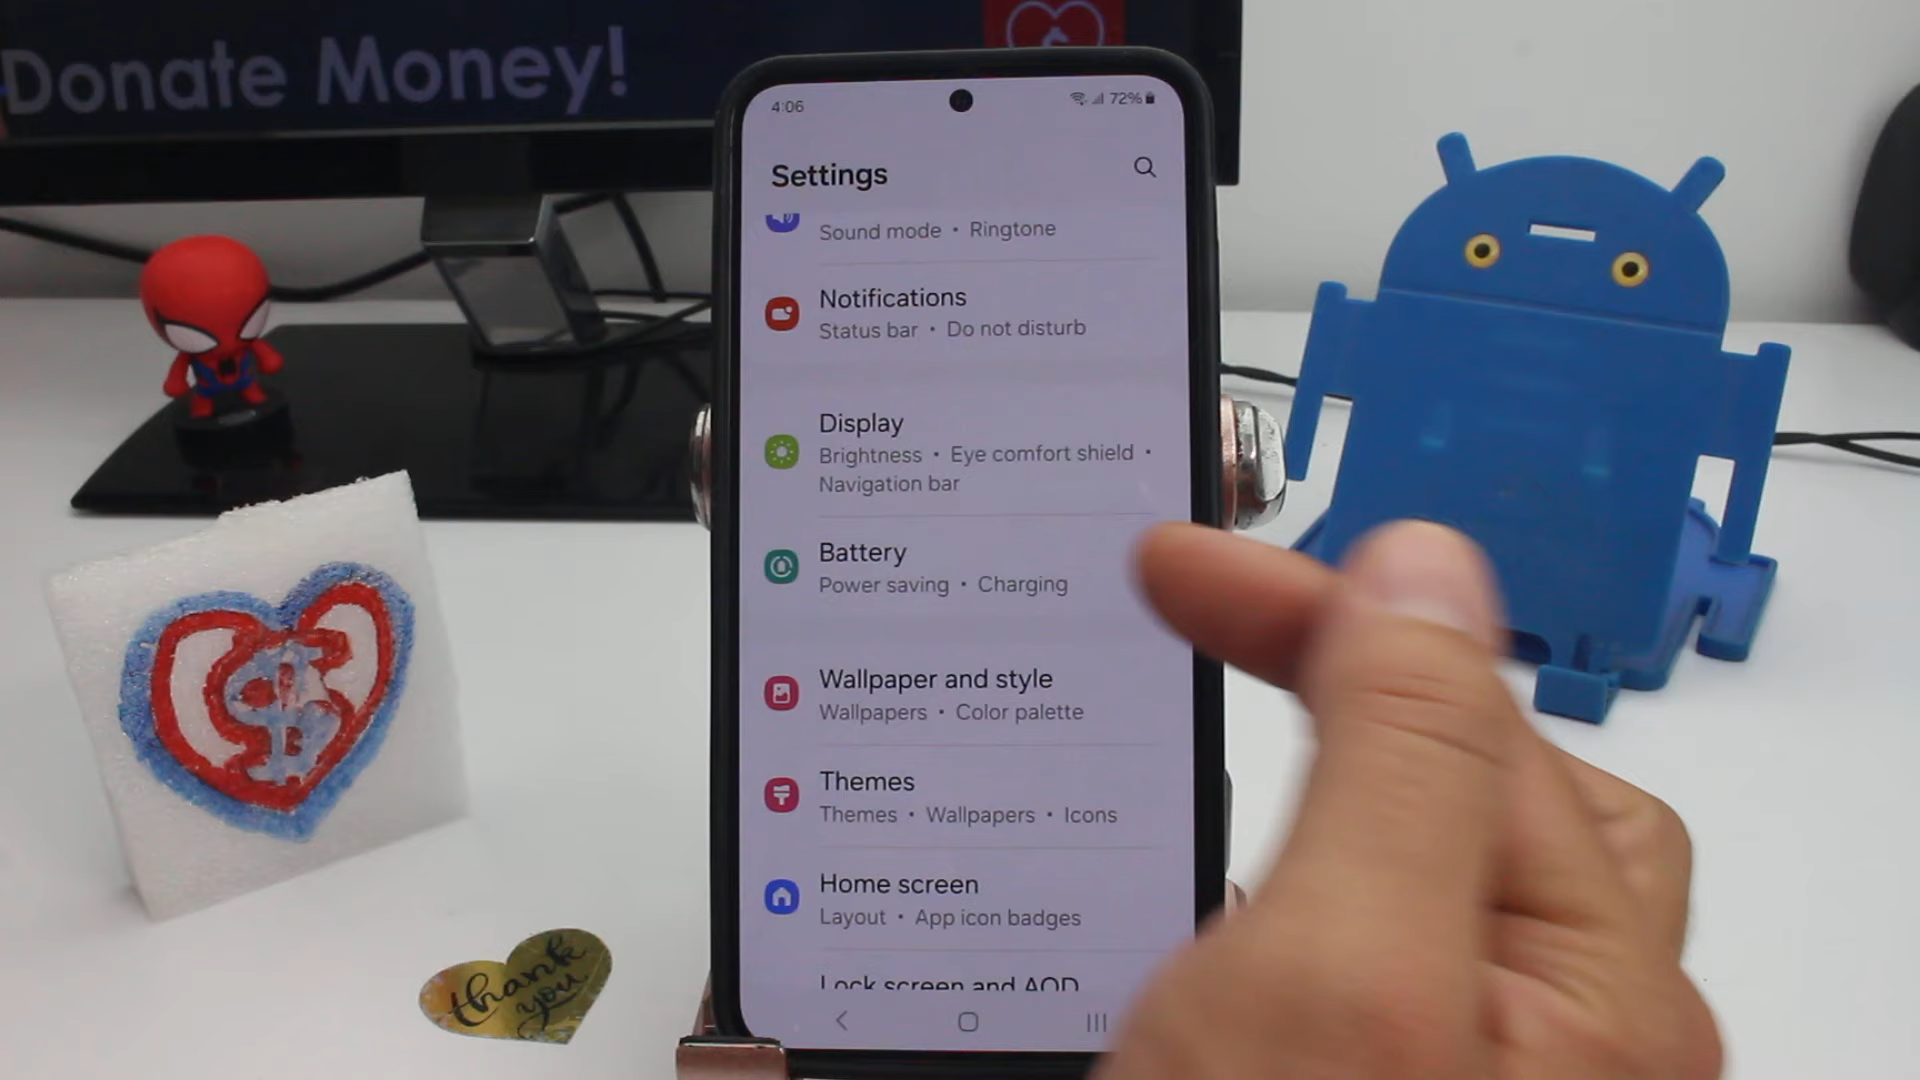 Donate Money!
4:06
72%
Settings
Sound mode • Ringtone
Notifications
Status bar • Do not disturb
Display
Brightness • Eye comfort shield •
Navigation bar
Battery
Power saving • Charging
Wallpaper and style
Wallpapers • Color palette
Themes
Themes • Wallpapers • Icons
Home screen
Layout • App icon badges
Lock screen and AOD
$
thank
you